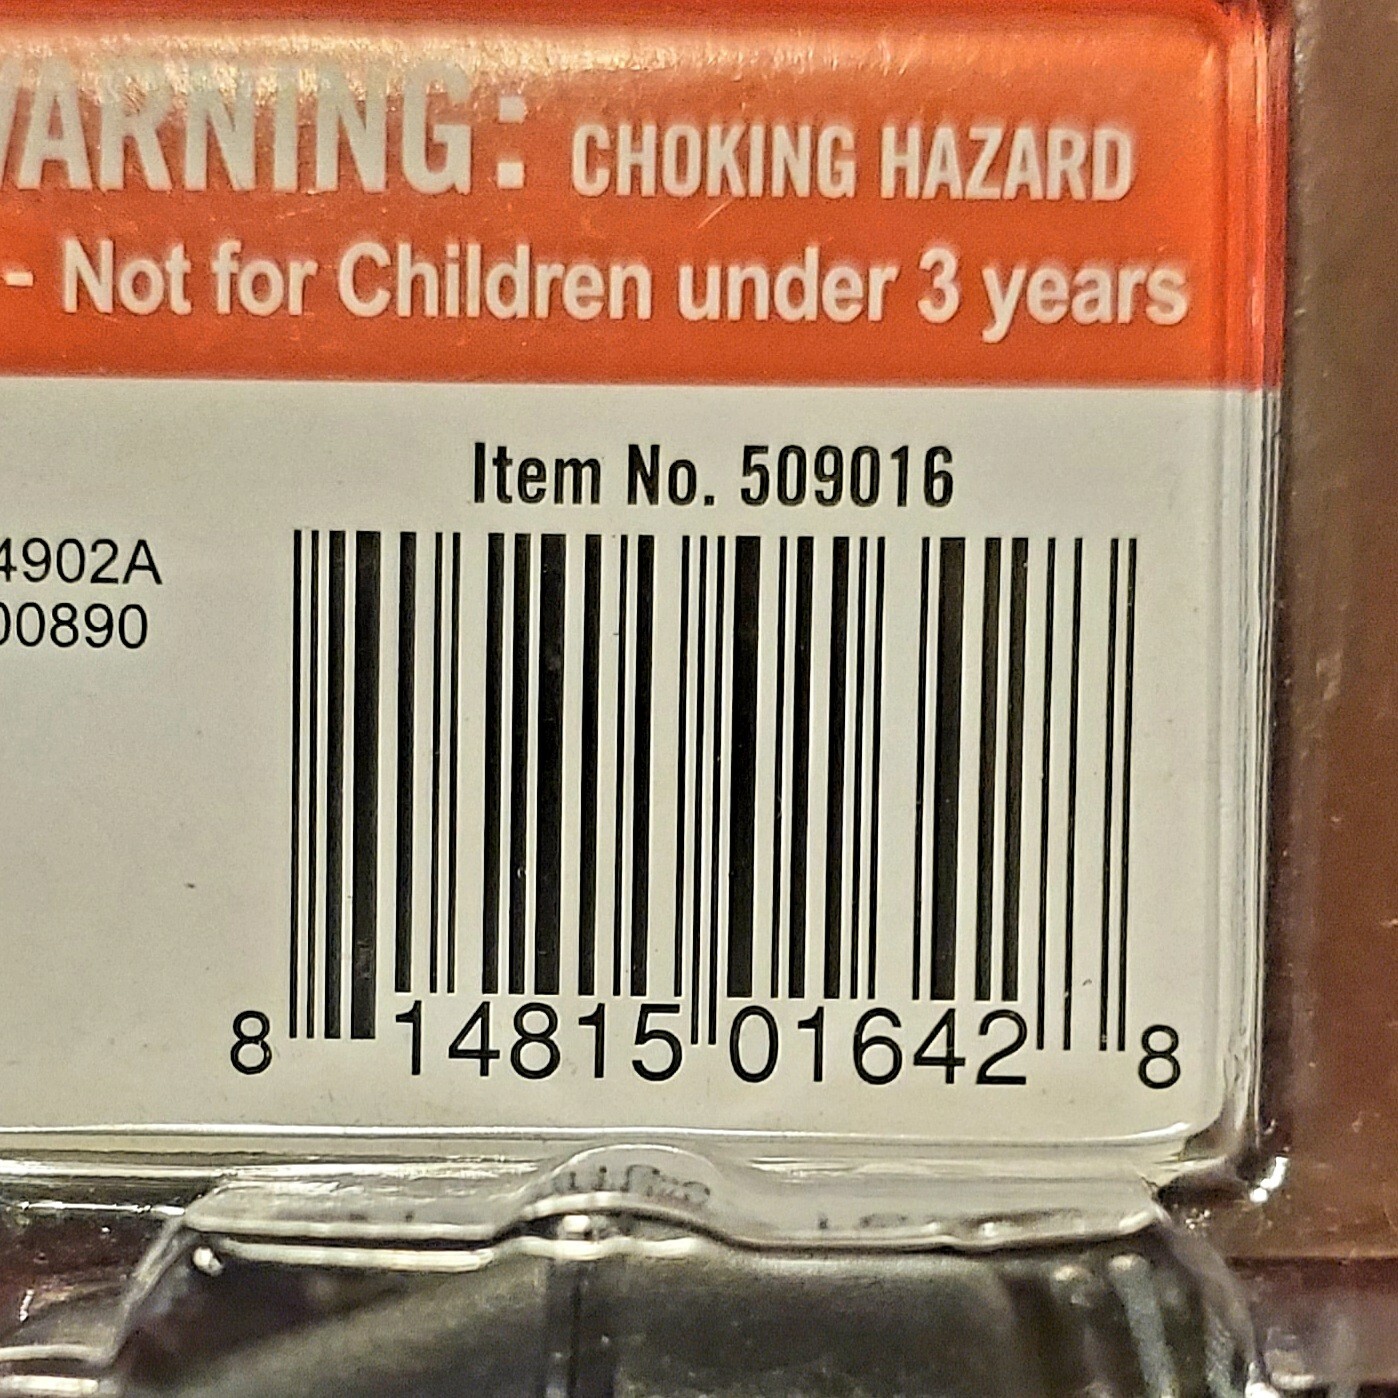 WARNING: CHOKING HAZARD
- Not for Children under 3 years
Item No. 509016
4902A
00890
8 14815 01642 8